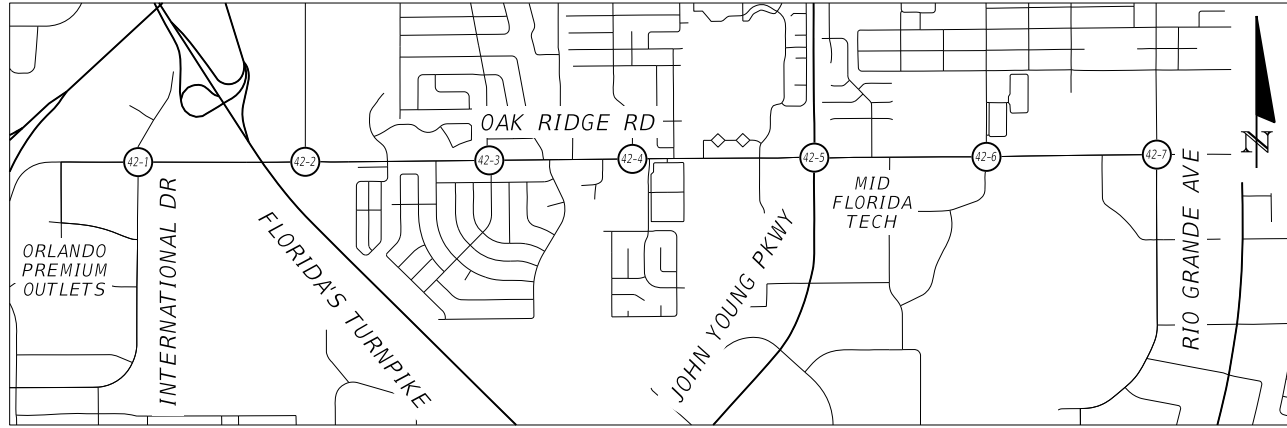 OAK RIDGE RD
42-1
42-2
42-3
42-4
42-5
42-6
42-7
N
INTERNATIONAL DR
FLORIDA'S TURNPIKE
JOHN YOUNG PKWY
RIO GRANDE AVE
MID
FLORIDA
TECH
ORLANDO
PREMIUM
OUTLETS